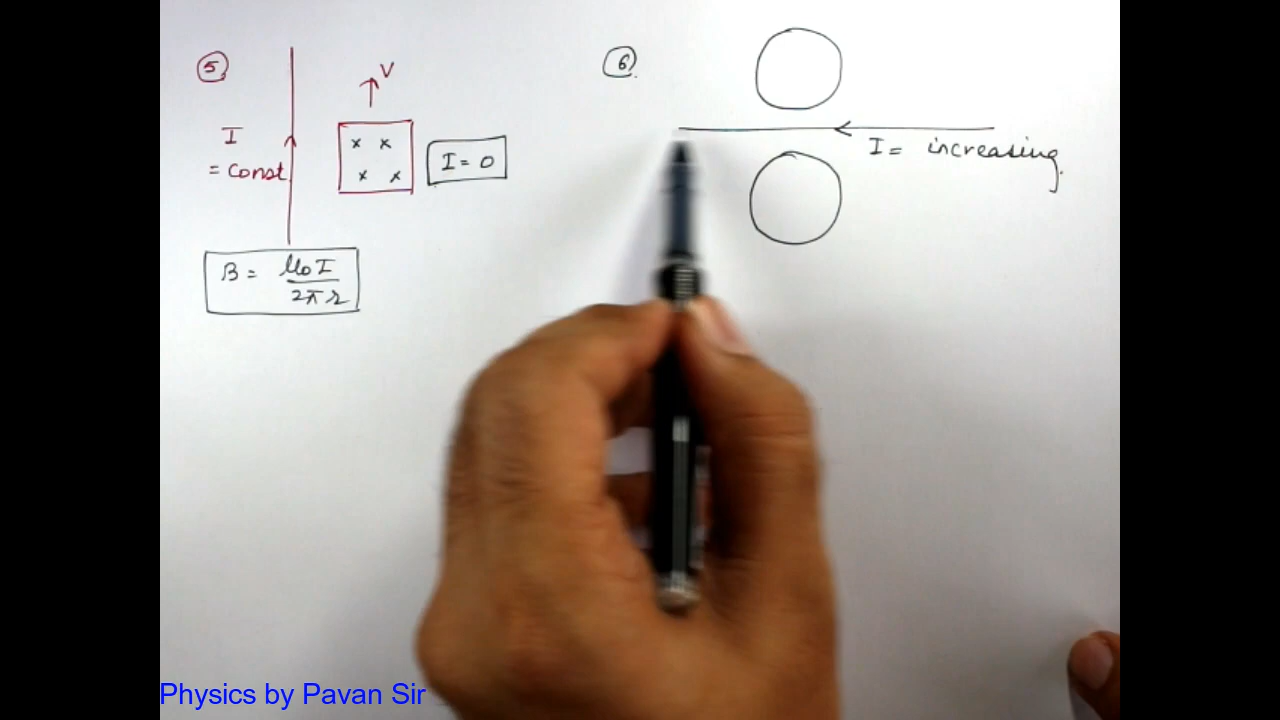 5
V
I
= const
x x
x x
I = 0
B = μ₀I
2πr
6
I = increasing
Physics by Pavan Sir